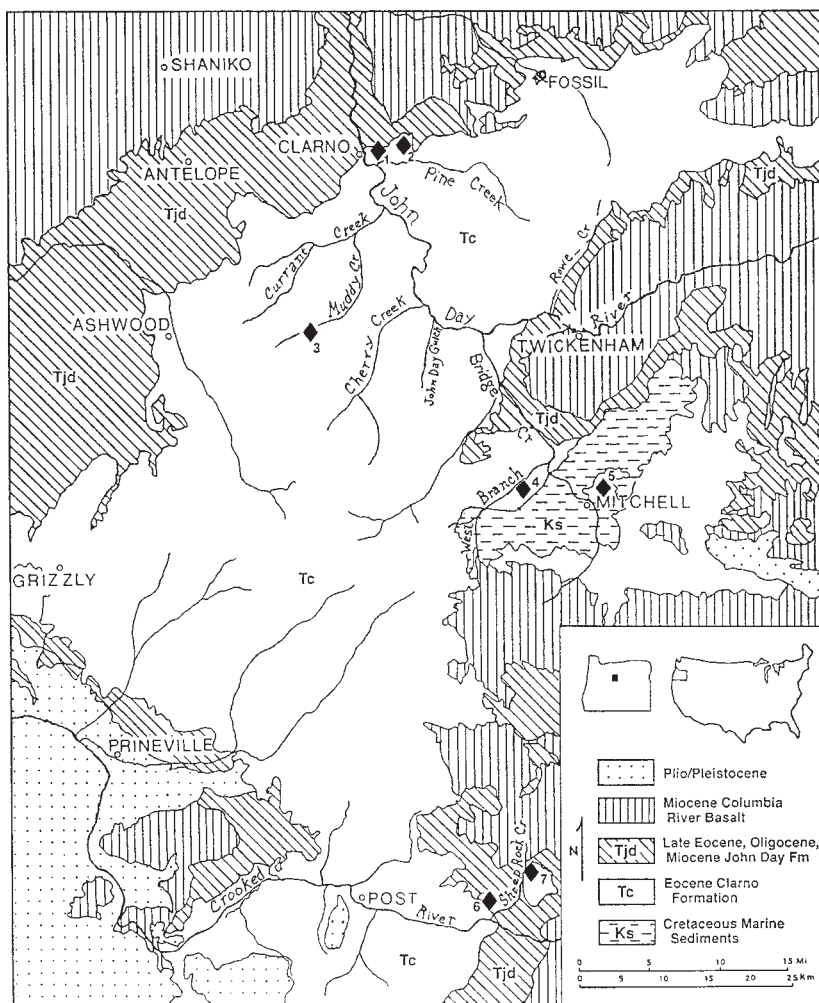 SHANIKO
FOSSIL
CLARNO
1
2
ANTELOPE
Pine Creek
Tjd
John
Tjd
Tc
Currant Creek
Rowe Cr
Muddy Cr
River
Day
ASHWOOD
Cherry Creek
TWICKENHAM
3
John Day Gulch
Bridge
Tjd
Tjd
Cr
Branch
4
5
MITCHELL
West
Ks
GRIZZLY
Tc
PRINEVILLE
Crooked
POST
River
6
Sheep Rock Cr
7
Tc
Tjd
Plio/Pleistocene
Miocene Columbia
River Basalt
Tjd
Late Eocene, Oligocene,
Miocene John Day Fm
N
Tc
Eocene Clarno
Formation
Ks
Cretaceous Marine
Sediments
0 5 10 15 Mi
0 5 10 15 20 25 Km